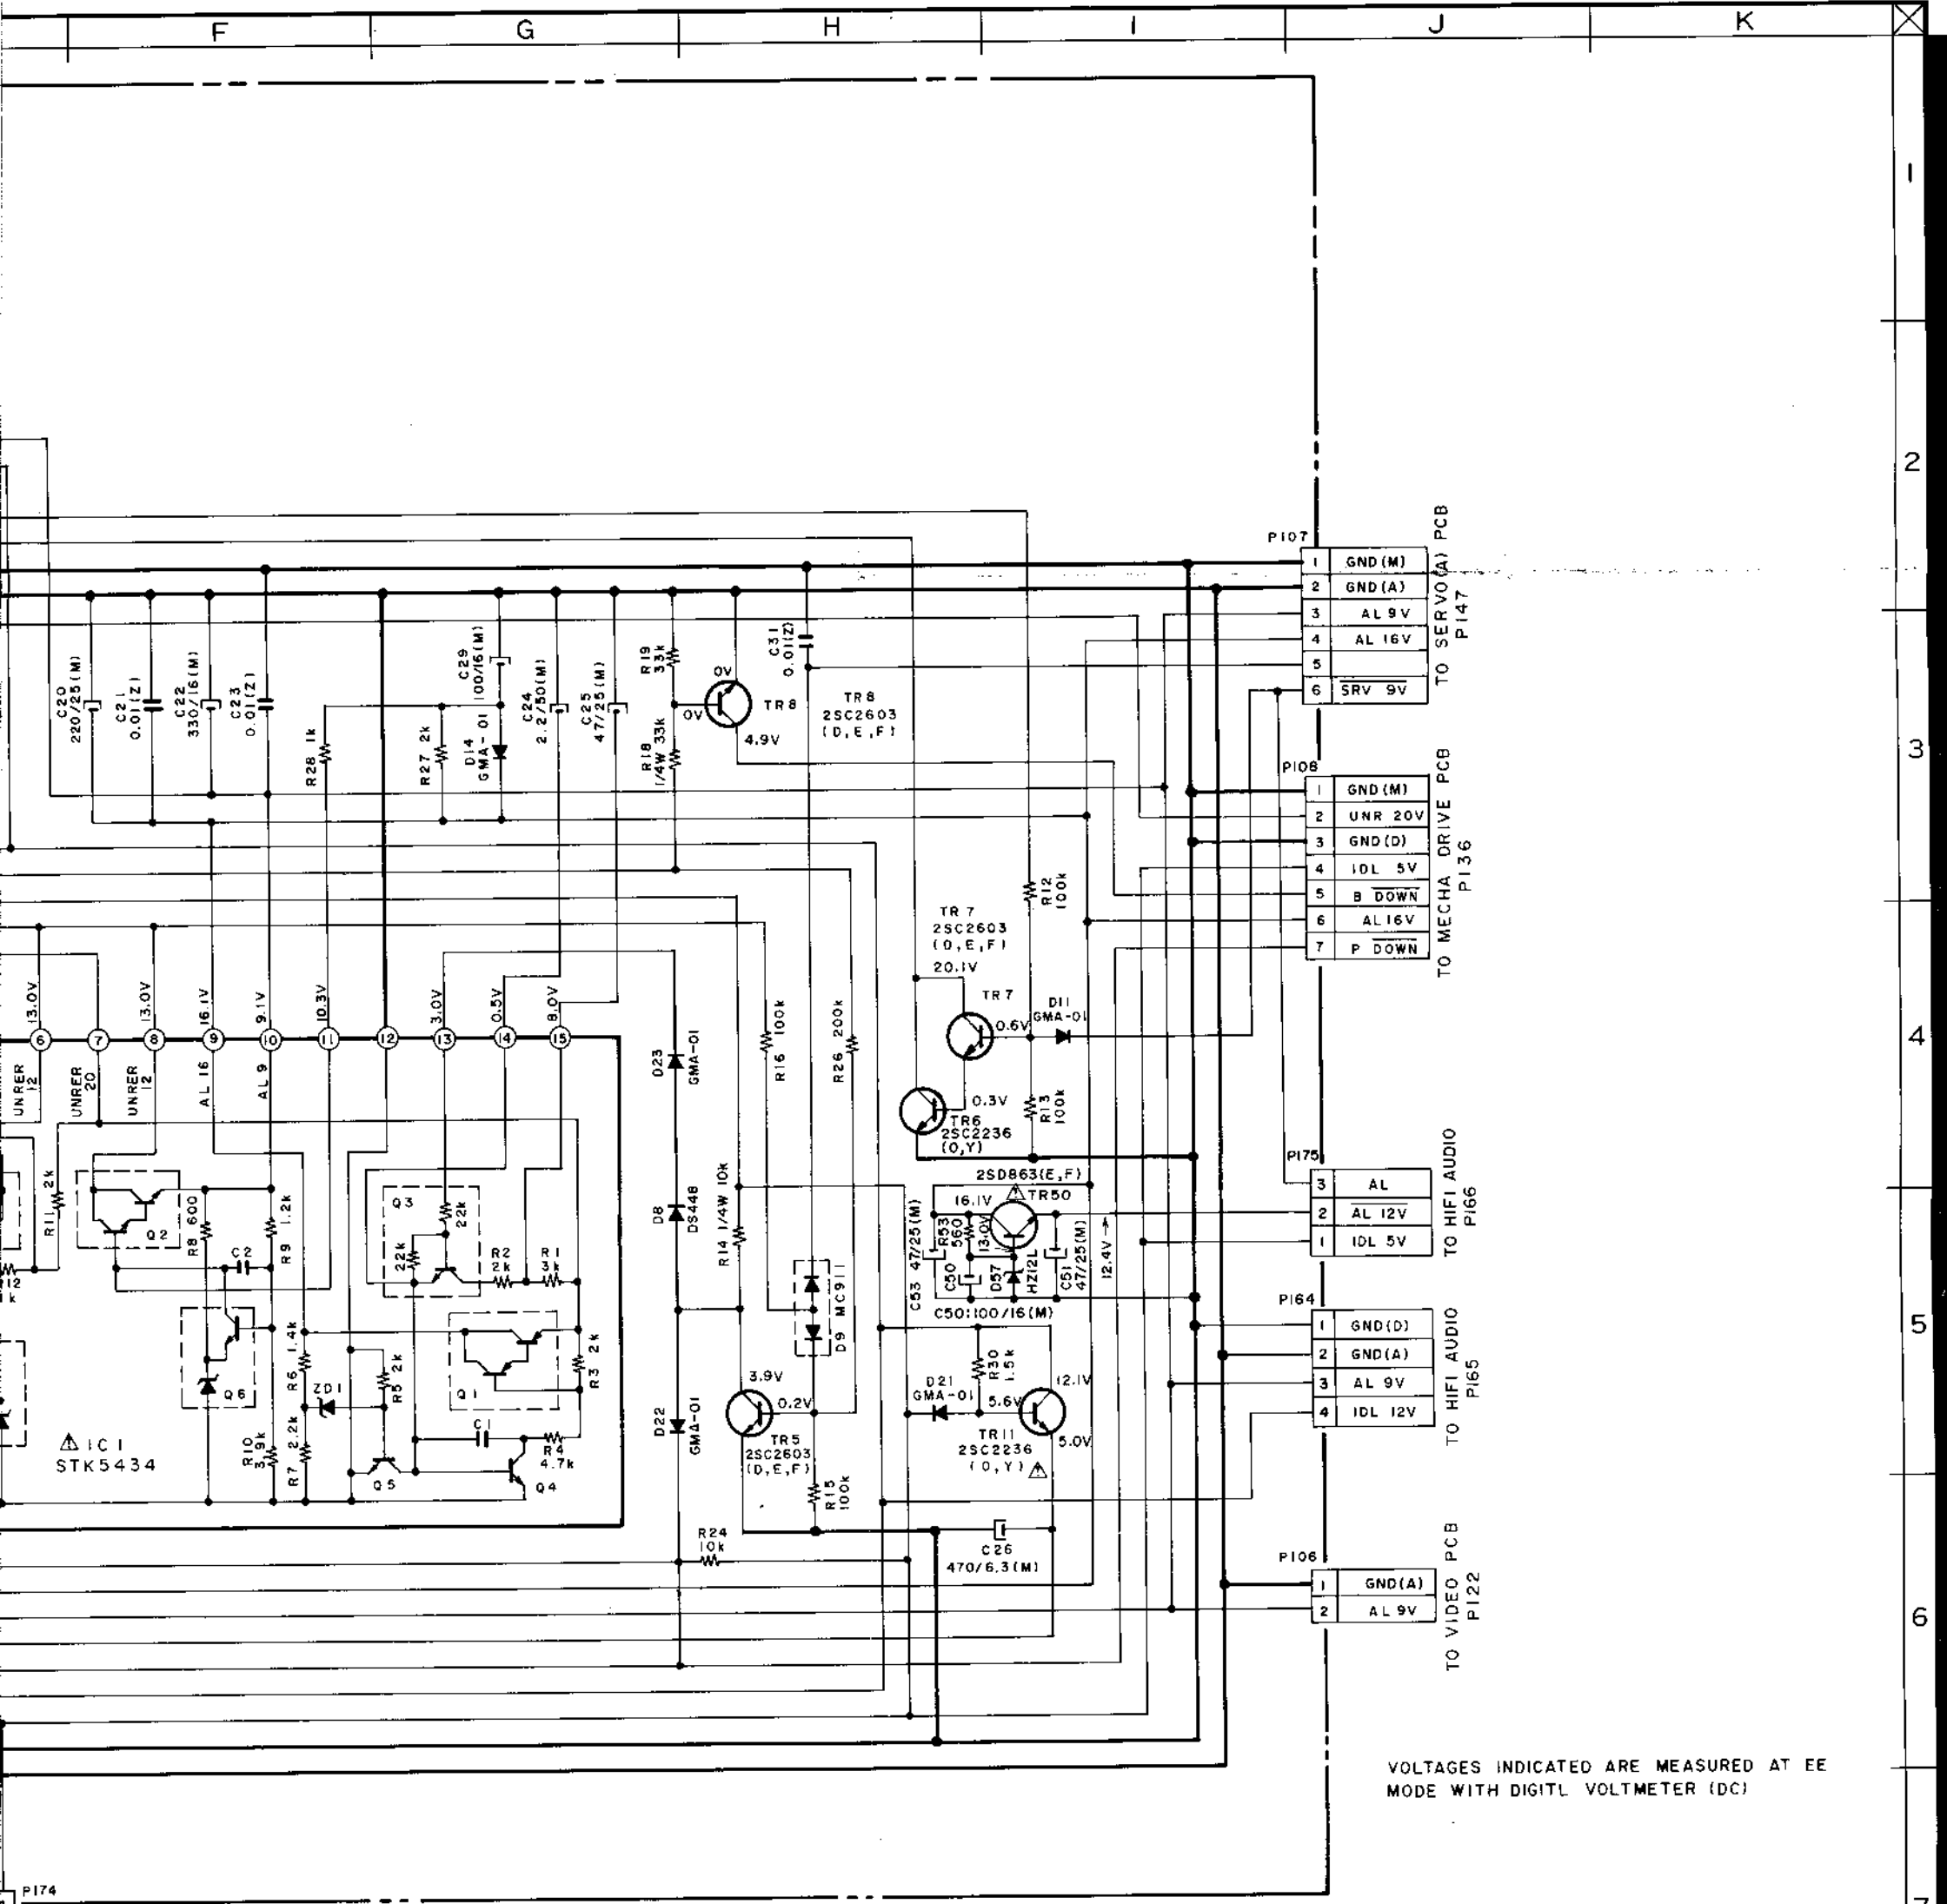 F G H I J K
1
2
P107
1 GND(M)
2 GND(A)
3 AL 9V
4 AL 16V
5
6 SRV 9V
TO SERVO(A) PCB
P147
C20
220/25(M)
C21
0.01(Z)
C22
330/16(M)
C23
0.01(Z)
R28 1k
R27 2k
C29
100/16(M)
D14
GMA-01
C24
2.2/50(M)
C25
47/25(M)
R19
33k
R18
1/4W 33k
0V
0V
TR8
4.9V
C31
0.01(Z)
TR8
2SC2603
(D,E,F)
3
P108
1 GND(M)
2 UNR 20V
3 GND(D)
4 IDL 5V
5 B DOWN
6 AL16V
7 P DOWN
TO MECHA DRIVE PCB
P136
R12
100k
TR7
2SC2603
(D,E,F)
20.1V
TR7
0.6V
D11
GMA-01
13.0V
13.0V
16.1V
9.1V
10.3V
3.0V
0.5V
8.0V
6 7 8 9 10 11 12 13 14 15
UNRER
12
UNRER
20
UNRER
12
AL 16
AL 9
D23
GMA-01
R16 100k
R26 200k
4
0.3V
TR6
2SC2236
(O,Y)
R13
100k
R11 2k
Q2
R8 600
C2
R9 1.2k
Q3
22k
22k
R2
2k
R1
3k
D8
DS448
R14 1/4W 10k
D9 MC911
2SD863(E,F)
16.1V
TR50
C53 47/25(M)
R53
560
13.0V
C50
D57
HZ12L
C51
47/25(M)
12.4V
C50:100/16(M)
P175
3 AL
2 AL 12V
1 IDL 5V
TO HIFI AUDIO
P166
12
k
Q6
R6 1.4k
ZD1
R5 2k
Q1
R3 2k
C1
R4
4.7k
Q4
Q5
R10
3.9k
R7 2.2k
IC1
STK5434
D22
GMA-01
3.9V
0.2V
TR5
2SC2603
(D,E,F)
R15
100k
D21
GMA-01
R30
1.5k
5.6V
12.1V
TR11
2SC2236
(O,Y)
5.0V
P164
1 GND(D)
2 GND(A)
3 AL 9V
4 IDL 12V
TO HIFI AUDIO
P165
5
R24
10k
C26
470/6.3(M)
P106
1 GND(A)
2 AL 9V
TO VIDEO PCB
P122
6
VOLTAGES INDICATED ARE MEASURED AT EE
MODE WITH DIGITL VOLTMETER (DC)
P174
7